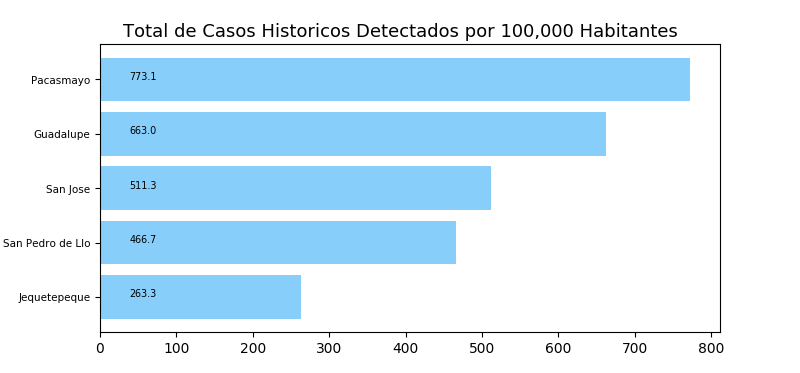 Total de Casos Historicos Detectados por 100,000 Habitantes
Pacasmayo 773.1
Guadalupe 663.0
San Jose 511.3
San Pedro de Llo 466.7
Jequetepeque 263.3
0 100 200 300 400 500 600 700 800